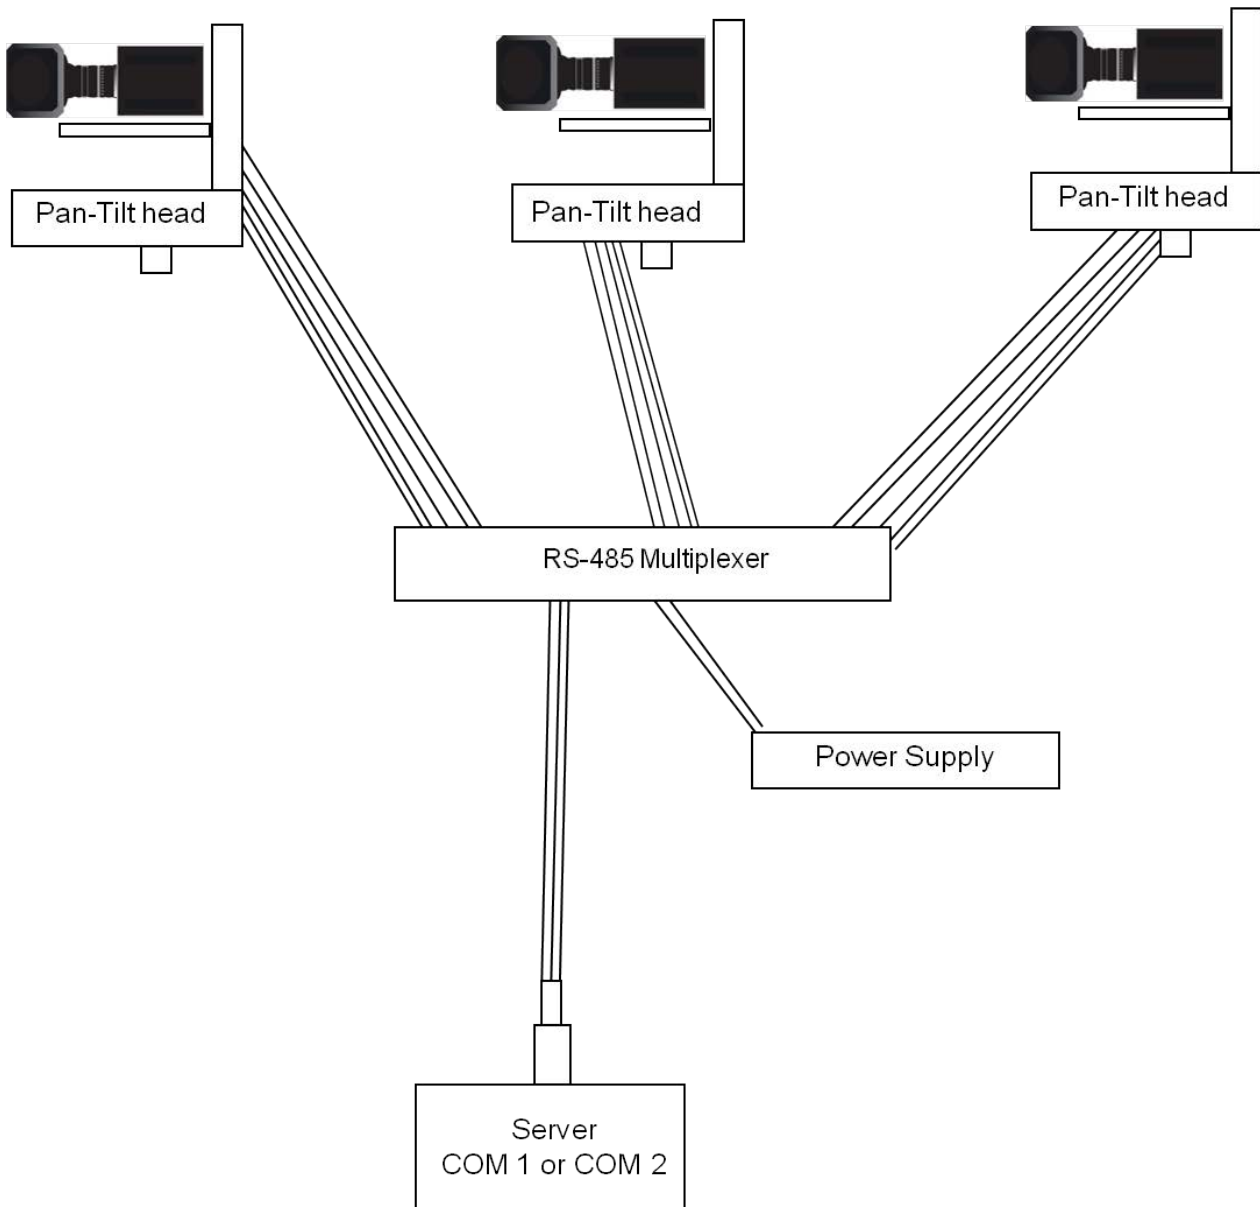 Pan-Tilt head
Pan-Tilt head
Pan-Tilt head
RS-485 Multiplexer
Power Supply
Server
COM 1 or COM 2